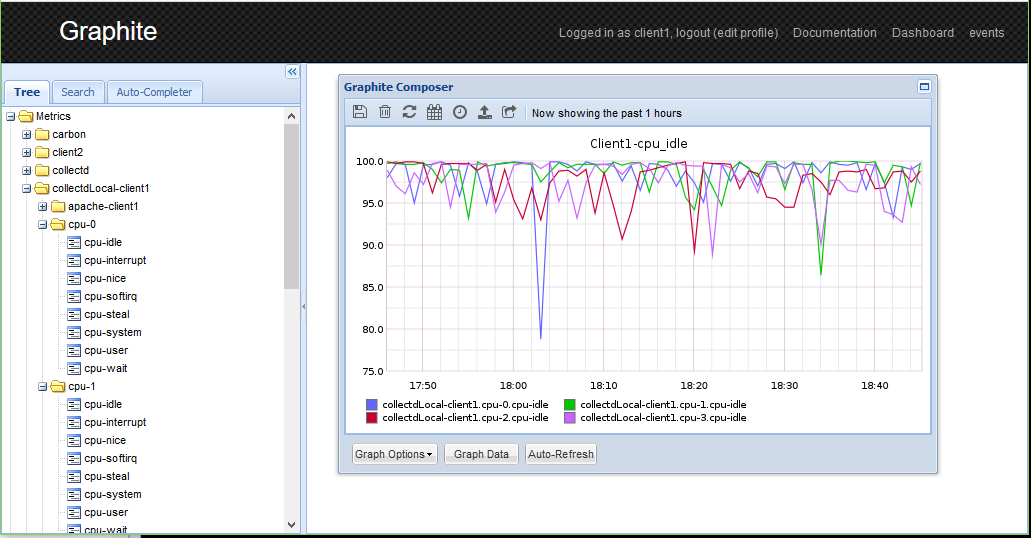 Graphite
Logged in as client1, logout (edit profile) Documentation Dashboard events
Tree Search Auto-Completer
Metrics
carbon
client2
collectd
collectdLocal-client1
apache-client1
cpu-0
cpu-idle
cpu-interrupt
cpu-nice
cpu-softirq
cpu-steal
cpu-system
cpu-user
cpu-wait
cpu-1
cpu-idle
cpu-interrupt
cpu-nice
cpu-softirq
cpu-steal
cpu-system
cpu-user
cpu-wait
Graphite Composer
Now showing the past 1 hours
Client1-cpu_idle
100.0
95.0
90.0
85.0
80.0
75.0
17:50 18:00 18:10 18:20 18:30 18:40
collectdLocal-client1.cpu-0.cpu-idle collectdLocal-client1.cpu-1.cpu-idle
collectdLocal-client1.cpu-2.cpu-idle collectdLocal-client1.cpu-3.cpu-idle
Graph Options Graph Data Auto-Refresh